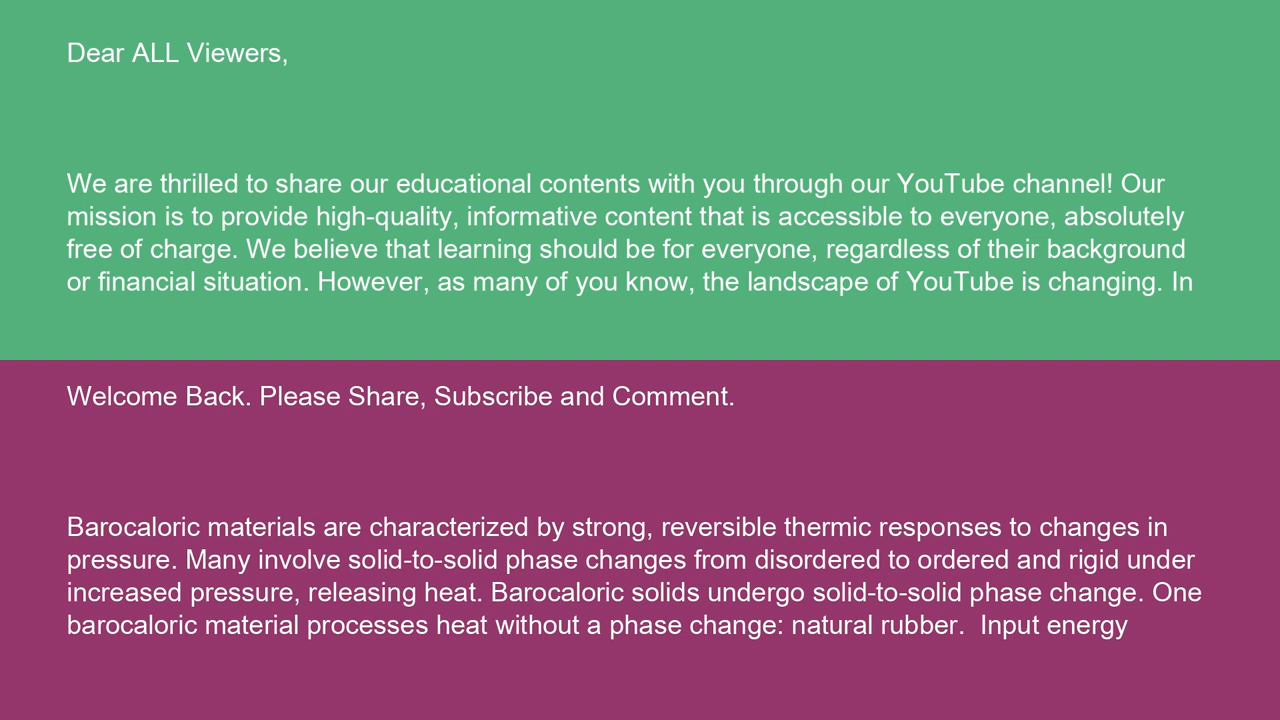 Dear ALL Viewers,
We are thrilled to share our educational contents with you through our YouTube channel! Our
mission is to provide high-quality, informative content that is accessible to everyone, absolutely
free of charge. We believe that learning should be for everyone, regardless of their background
or financial situation. However, as many of you know, the landscape of YouTube is changing. In
Welcome Back. Please Share, Subscribe and Comment.
Barocaloric materials are characterized by strong, reversible thermic responses to changes in
pressure. Many involve solid-to-solid phase changes from disordered to ordered and rigid under
increased pressure, releasing heat. Barocaloric solids undergo solid-to-solid phase change. One
barocaloric material processes heat without a phase change: natural rubber.  Input energy